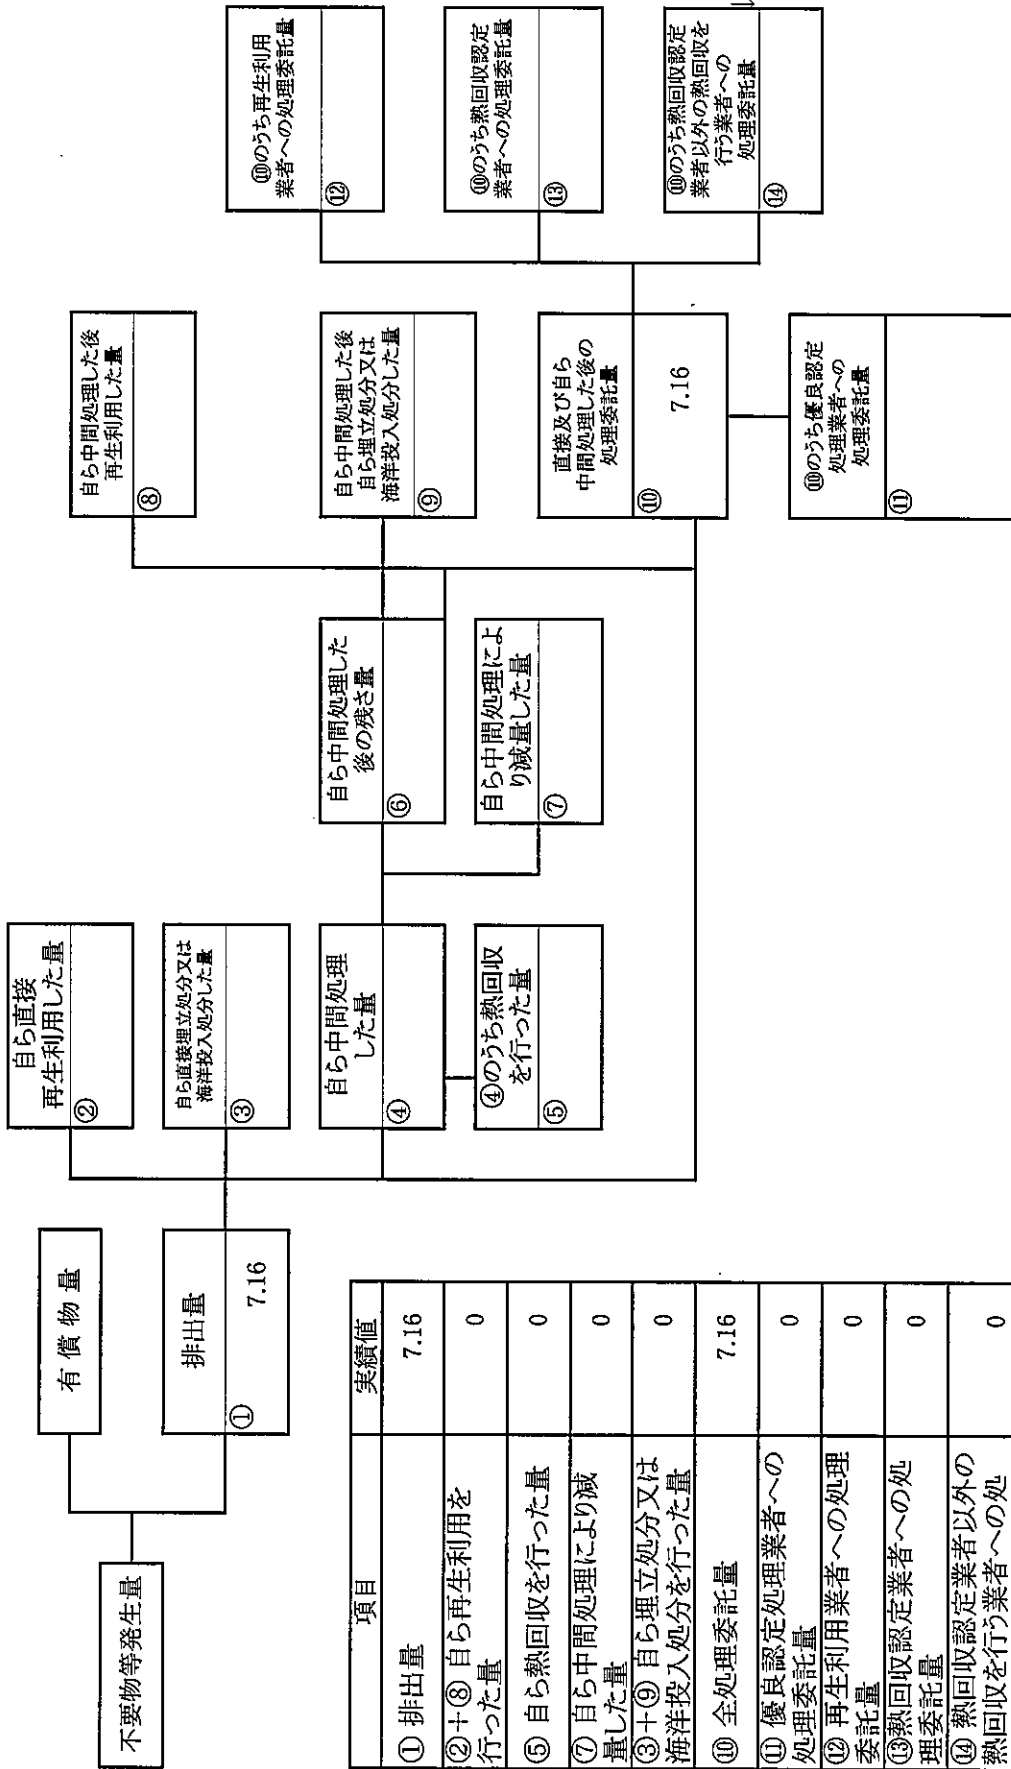 不要物等発生量
有償物量
排出量
①
7.16
自ら直接
再生利用した量
②
自ら直接埋立処分又は
海洋投入処分した量
③
自ら中間処理
した量
④
④のうち熱回収
を行った量
⑤
自ら中間処理した
後の残さ量
⑥
自ら中間処理によ
り減量した量
⑦
自ら中間処理した後
再生利用した量
⑧
自ら中間処理した後
自ら埋立処分又は
海洋投入処分した量
⑨
直接及び自ら
中間処理した後の
処理委託量
⑩
7.16
⑩のうち優良認定
処理業者への
処理委託量
⑪
⑩のうち再生利用
業者への処理委託量
⑫
⑩のうち熱回収認定
業者への処理委託量
⑬
⑩のうち熱回収認定
業者以外の熱回収を
行う業者への
処理委託量
⑭
項目 実績値
① 排出量 7.16
②+⑧ 自ら再生利用を
行った量 0
⑤ 自ら熱回収を行った量 0
⑦ 自ら中間処理により減
量した量 0
③+⑨ 自ら埋立処分又は
海洋投入処分を行った量 0
⑩ 全処理委託量 7.16
⑪ 優良認定処理業者への
処理委託量 0
⑫ 再生利用業者への処理
委託量 0
⑬熱回収認定業者への処
理委託量 0
⑭ 熱回収認定業者以外の
熱回収を行う業者への処 0